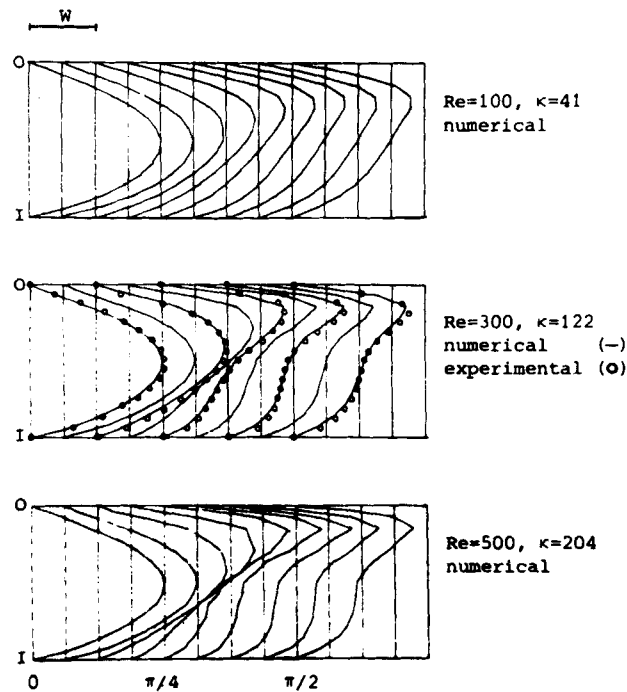 W
O
Re=100, κ=41
numerical
I
O
Re=300, κ=122
numerical (—)
experimental (o)
I
O
Re=500, κ=204
numerical
I
0 π/4 π/2